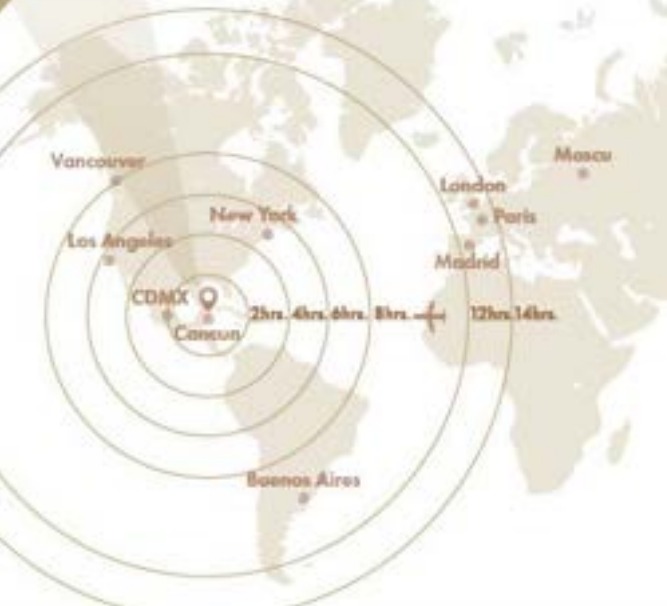 Moscu
Vancouver
London
New York
Paris
Los Angeles
Madrid
CDMX
Cancun
2hrs. 4hrs. 6hrs. 8hrs. 12hrs. 14hrs.
Buenos Aires